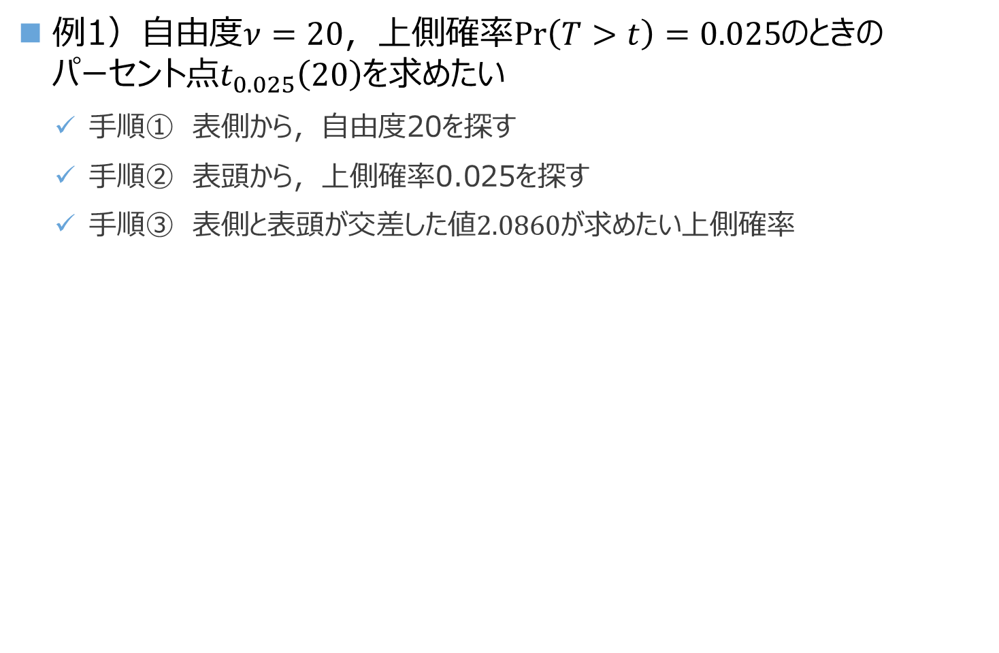 例1）自由度ν = 20，上側確率Pr(T > t) = 0.025のときの
パーセント点t₀.₀₂₅(20)を求めたい
手順①　表側から，自由度20を探す
手順②　表頭から，上側確率0.025を探す
手順③　表側と表頭が交差した値2.0860が求めたい上側確率